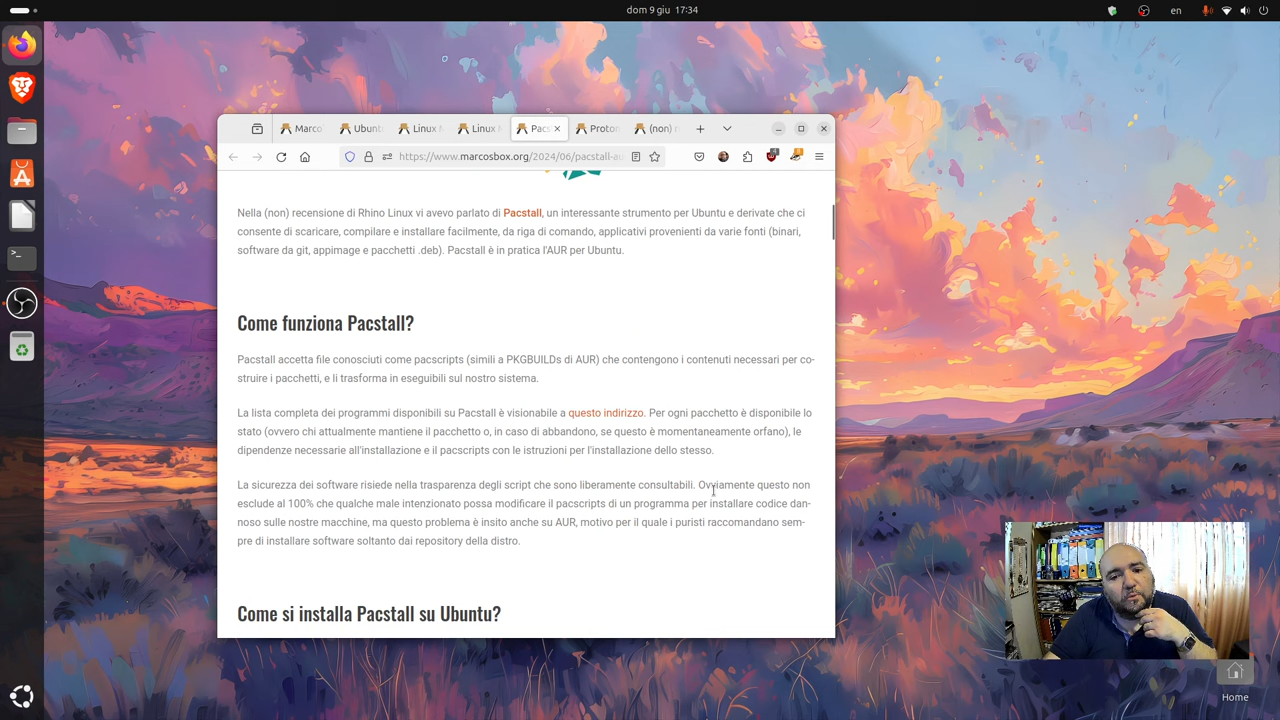 dom 9 giu 17:34
en
Marco
Ubunt
Linux
Linux
Pacs
Proton
(non) r
https://www.marcosbox.org/2024/06/pacstall-au
4
Nella (non) recensione di Rhino Linux vi avevo parlato di Pacstall, un interessante strumento per Ubuntu e derivate che ci
consente di scaricare, compilare e installare facilmente, da riga di comando, applicativi provenienti da varie fonti (binari,
software da git, appimage e pacchetti .deb). Pacstall è in pratica l'AUR per Ubuntu.
Come funziona Pacstall?
Pacstall accetta file conosciuti come pacscripts (simili a PKGBUILDs di AUR) che contengono i contenuti necessari per co-
struire i pacchetti, e li trasforma in eseguibili sul nostro sistema.
La lista completa dei programmi disponibili su Pacstall è visionabile a questo indirizzo. Per ogni pacchetto è disponibile lo
stato (ovvero chi attualmente mantiene il pacchetto o, in caso di abbandono, se questo è momentaneamente orfano), le
dipendenze necessarie all'installazione e il pacscripts con le istruzioni per l'installazione dello stesso.
La sicurezza dei software risiede nella trasparenza degli script che sono liberamente consultabili. Ovviamente questo non
esclude al 100% che qualche male intenzionato possa modificare il pacscripts di un programma per installare codice dan-
noso sulle nostre macchine, ma questo problema è insito anche su AUR, motivo per il quale i puristi raccomandano sem-
pre di installare software soltanto dai repository della distro.
Come si installa Pacstall su Ubuntu?
Home